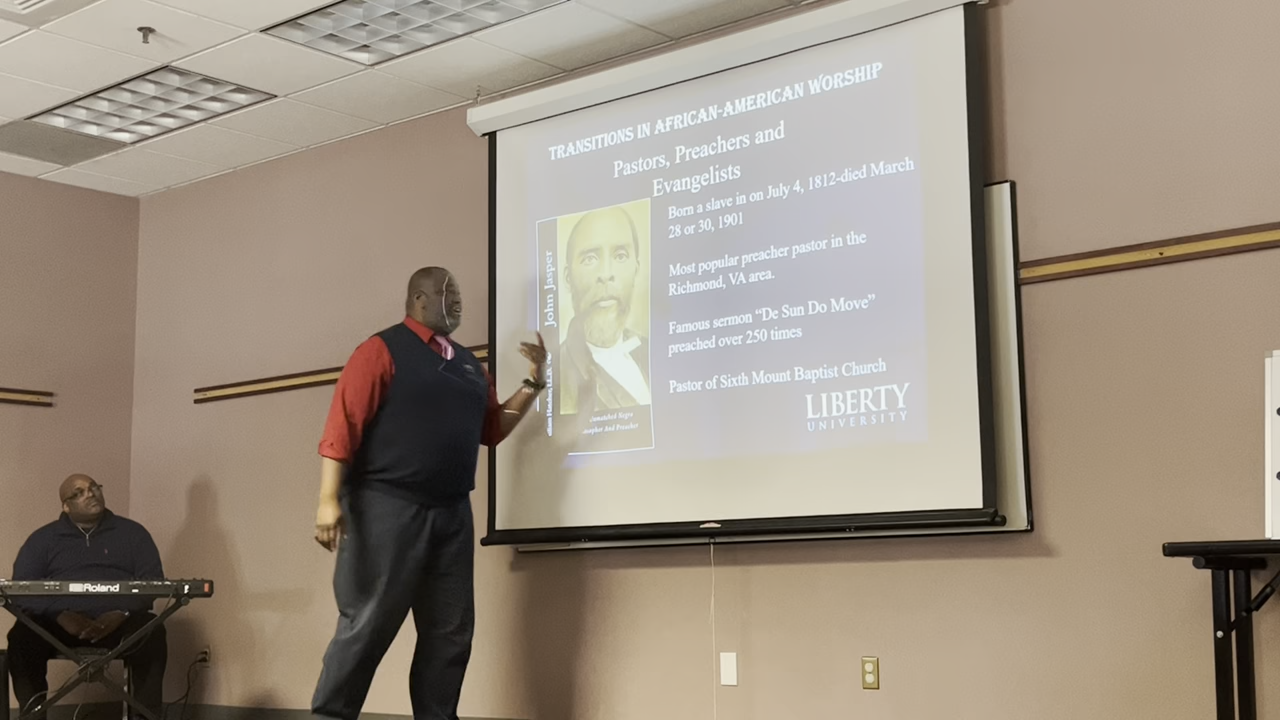 TRANSITIONS IN AFRICAN-AMERICAN WORSHIP
Pastors, Preachers and
Evangelists
Born a slave in on July 4, 1812-died March
28 or 30, 1901
Most popular preacher pastor in the
Richmond, VA area.
Famous sermon “De Sun Do Move”
preached over 250 times
Pastor of Sixth Mount Baptist Church
John Jasper
And Preacher
LIBERTY
UNIVERSITY
Roland